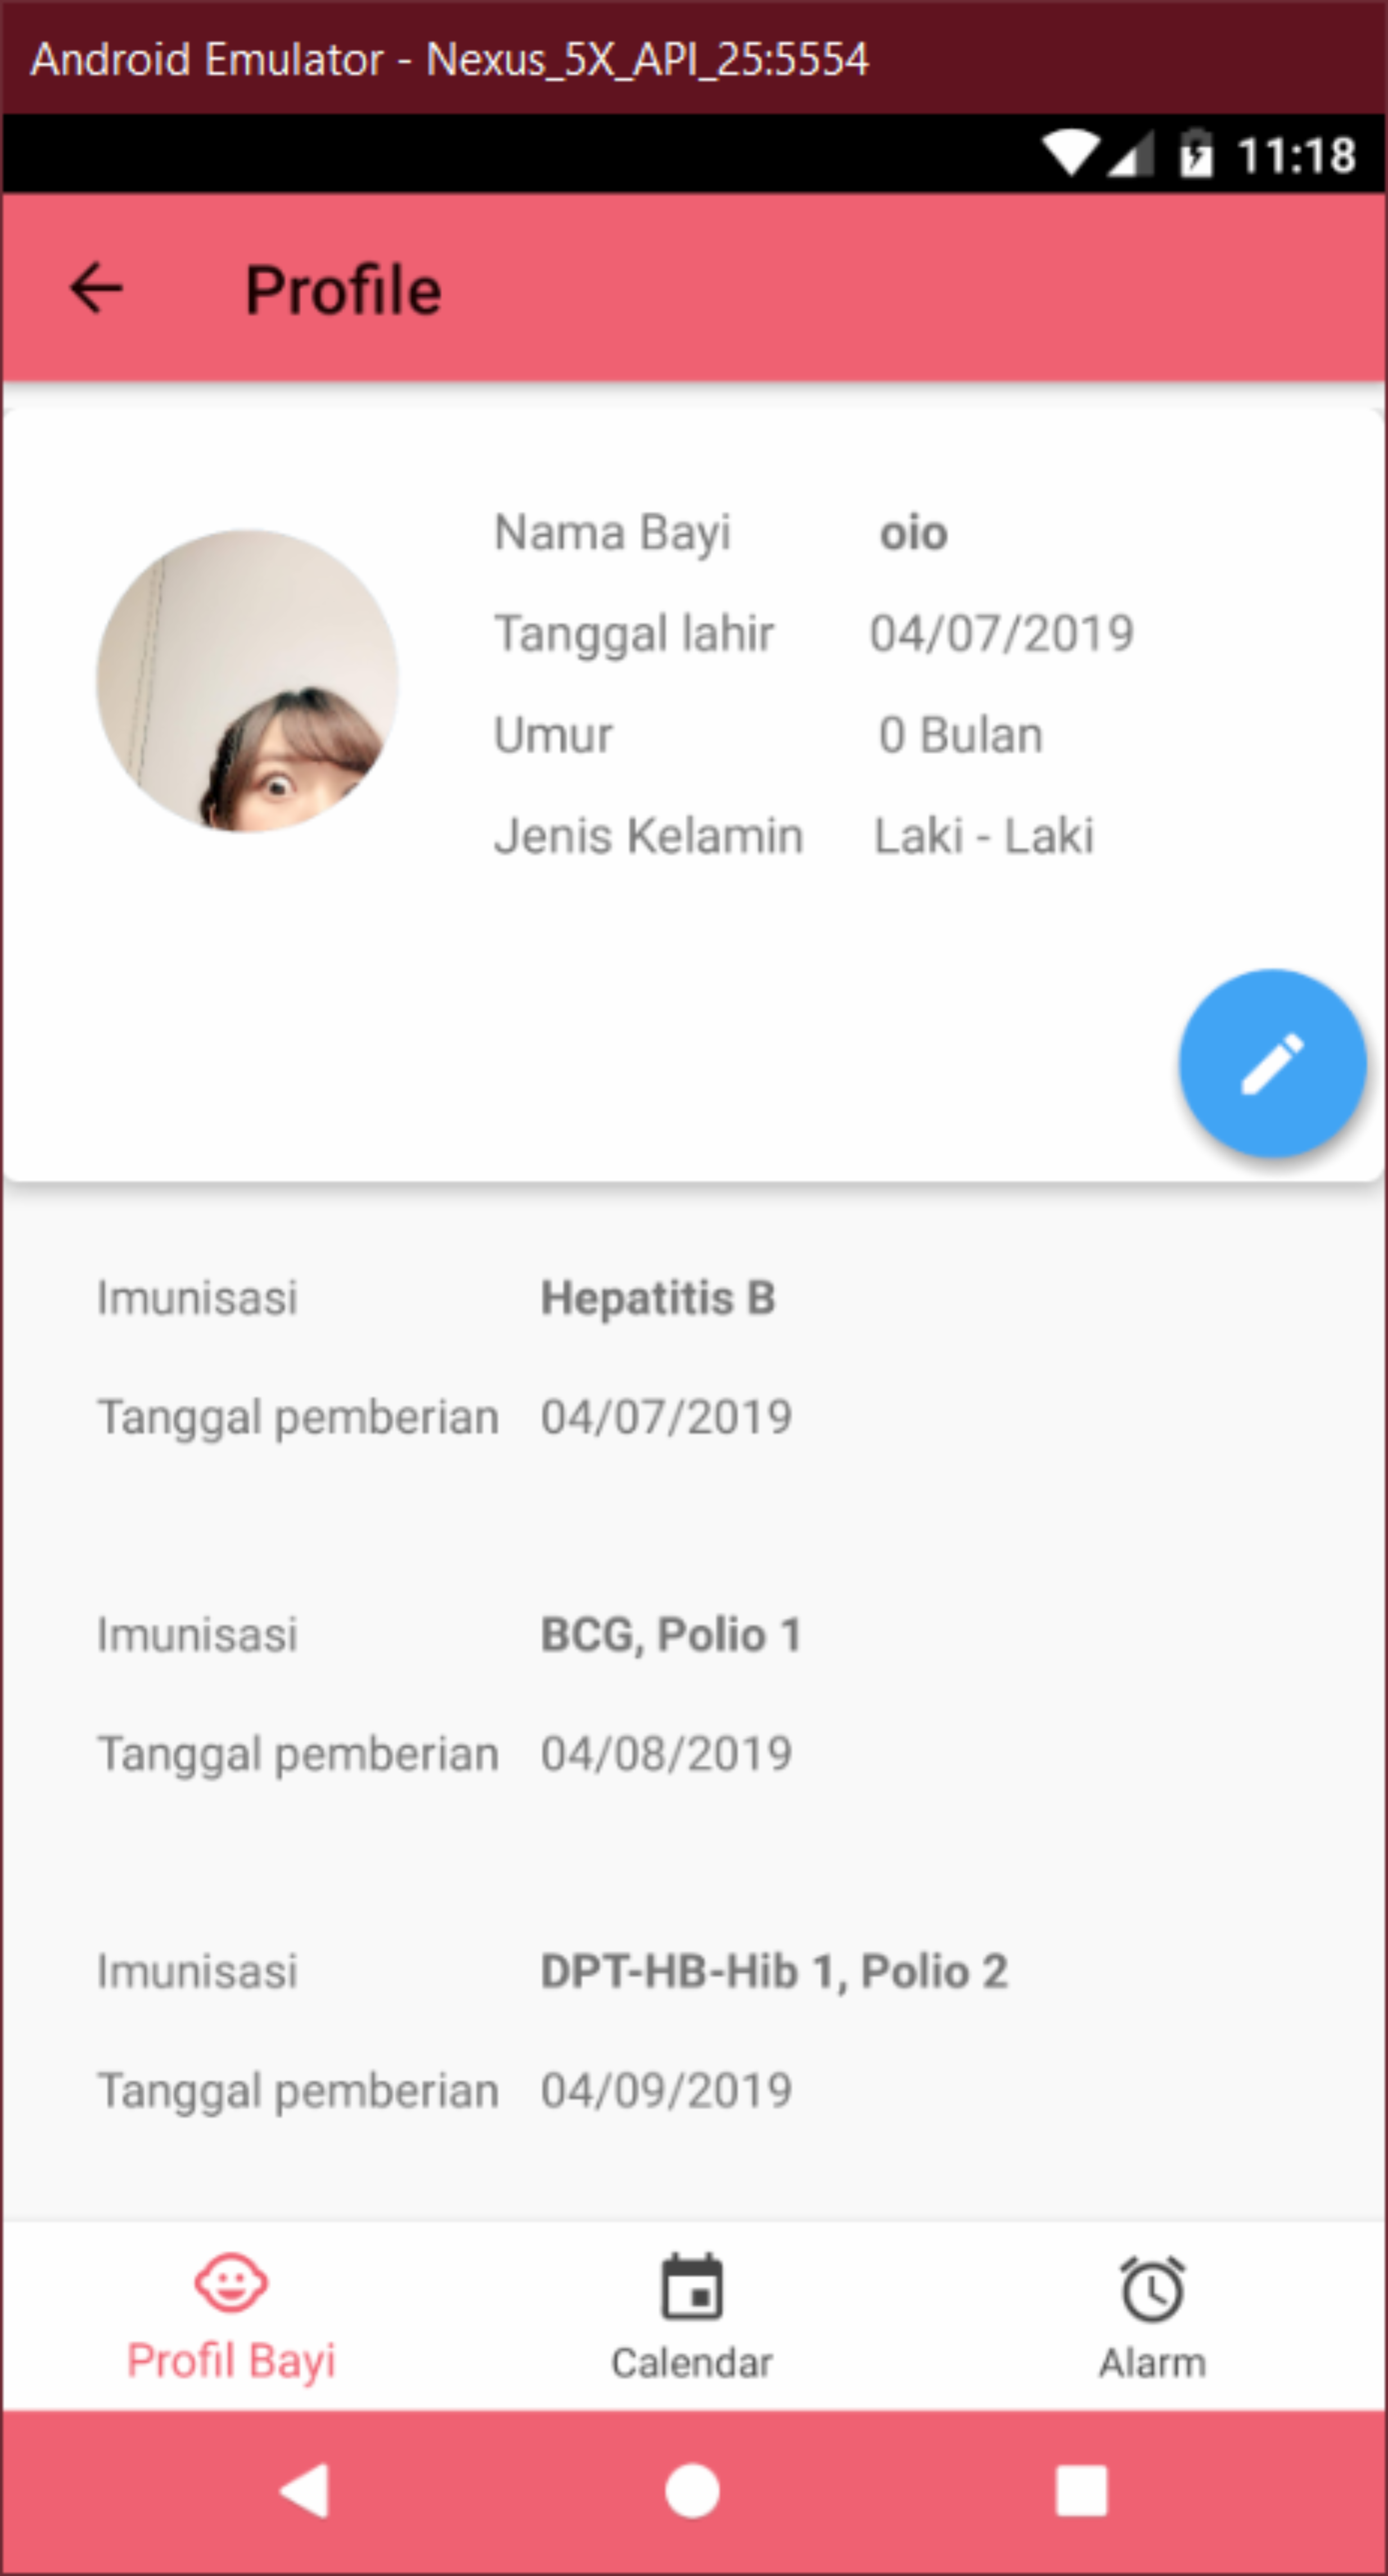 Android Emulator - Nexus_5X_API_25:5554
11:18
Profile
Nama Bayi oio
Tanggal lahir 04/07/2019
Umur 0 Bulan
Jenis Kelamin Laki - Laki
Imunisasi Hepatitis B
Tanggal pemberian 04/07/2019
Imunisasi BCG, Polio 1
Tanggal pemberian 04/08/2019
Imunisasi DPT-HB-Hib 1, Polio 2
Tanggal pemberian 04/09/2019
Profil Bayi Calendar Alarm